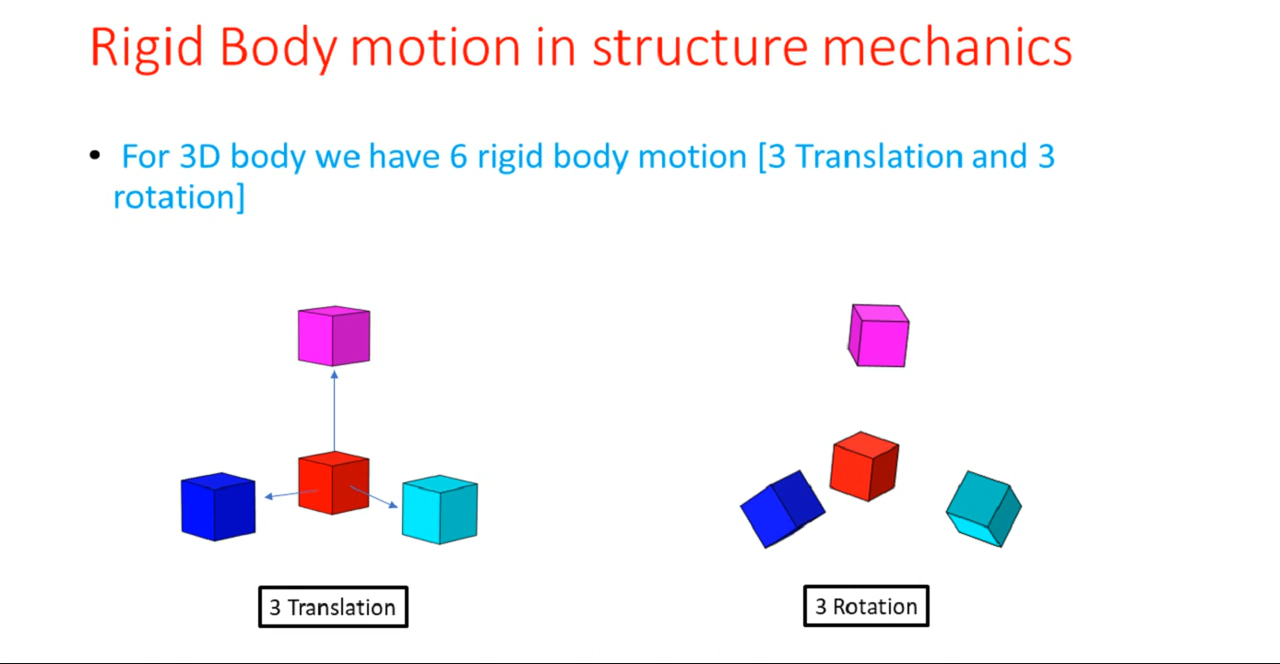 Rigid Body motion in structure mechanics
• For 3D body we have 6 rigid body motion [3 Translation and 3
rotation]
3 Translation
3 Rotation